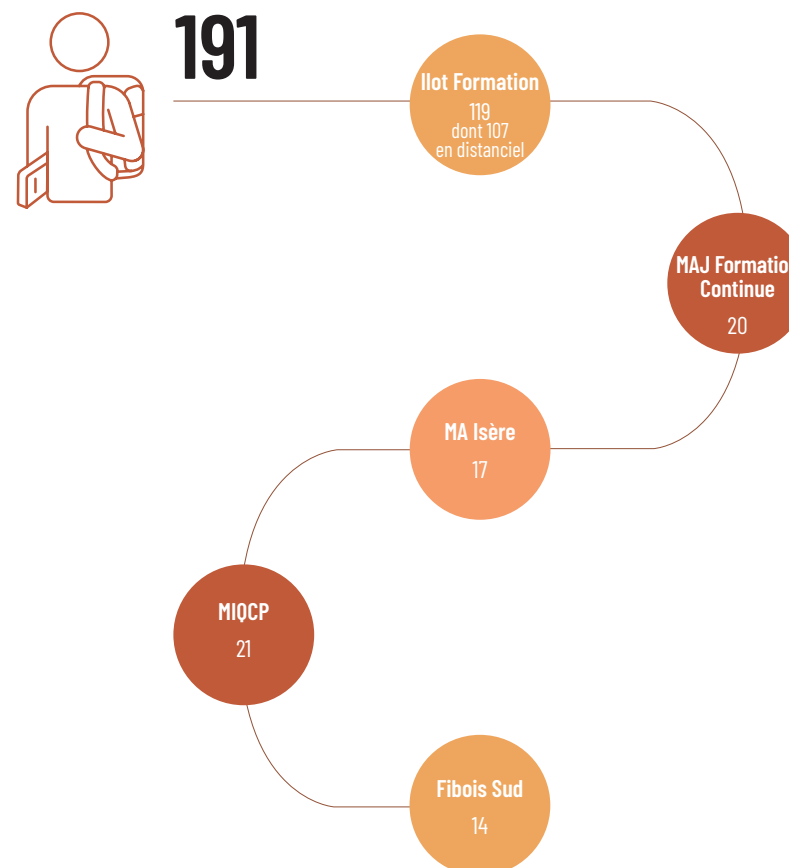 191
Ilot Formation
119
dont 107
en distanciel
MAJ Formatio
Continue
20
MA Isère
17
MIQCP
21
Fibois Sud
14